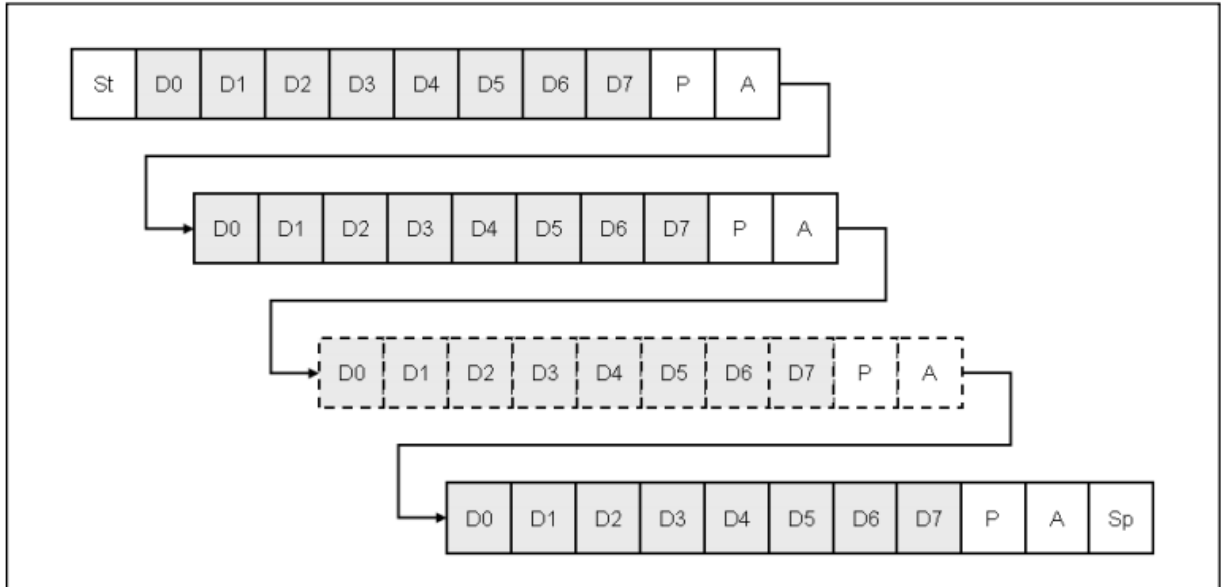 St D0 D1 D2 D3 D4 D5 D6 D7 P A
D0 D1 D2 D3 D4 D5 D6 D7 P A
D0 D1 D2 D3 D4 D5 D6 D7 P A
D0 D1 D2 D3 D4 D5 D6 D7 P A Sp